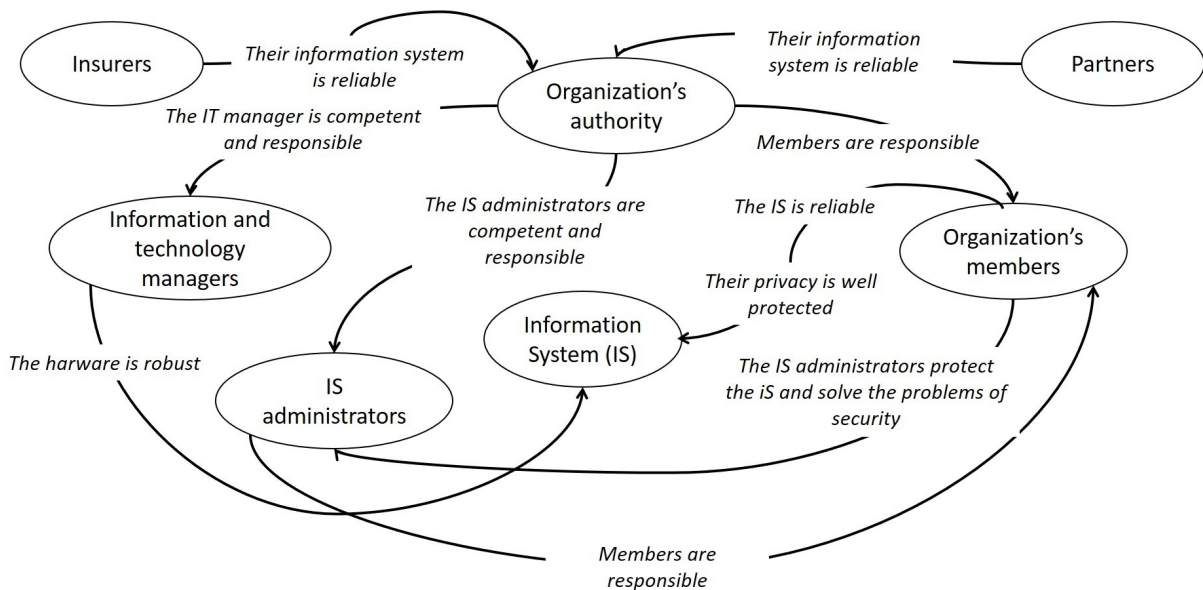 Insurers
Their information system
is reliable
Organization's
authority
Their information
system is reliable
Partners
The IT manager is competent
and responsible
Members are responsible
Information and
technology
managers
The IS administrators are
competent and
responsible
The IS is reliable
Organization's
members
Their privacy is well
protected
Information
System (IS)
The harware is robust
IS
administrators
The IS administrators protect
the iS and solve the problems of
security
Members are
responsible